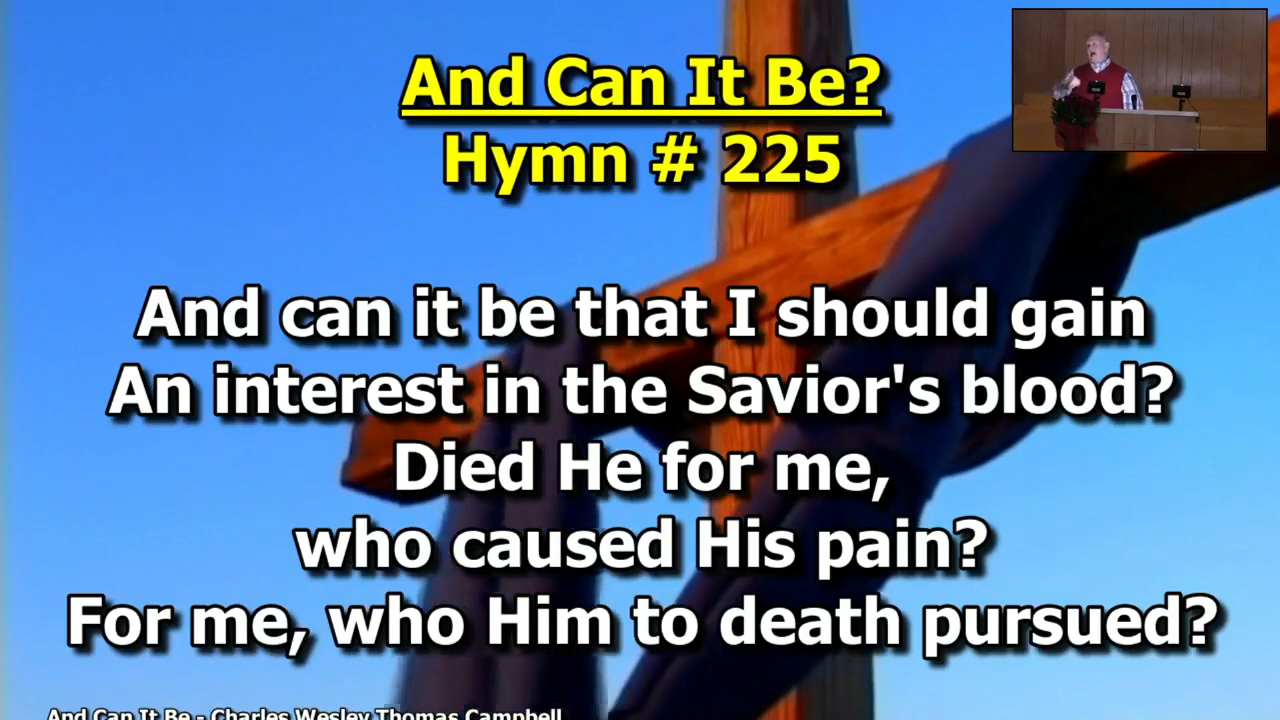 And Can It Be?
Hymn # 225
And can it be that I should gain
An interest in the Savior's blood?
Died He for me,
who caused His pain?
For me, who Him to death pursued?
And Can It Be - Charles Wesley Thomas Campbell